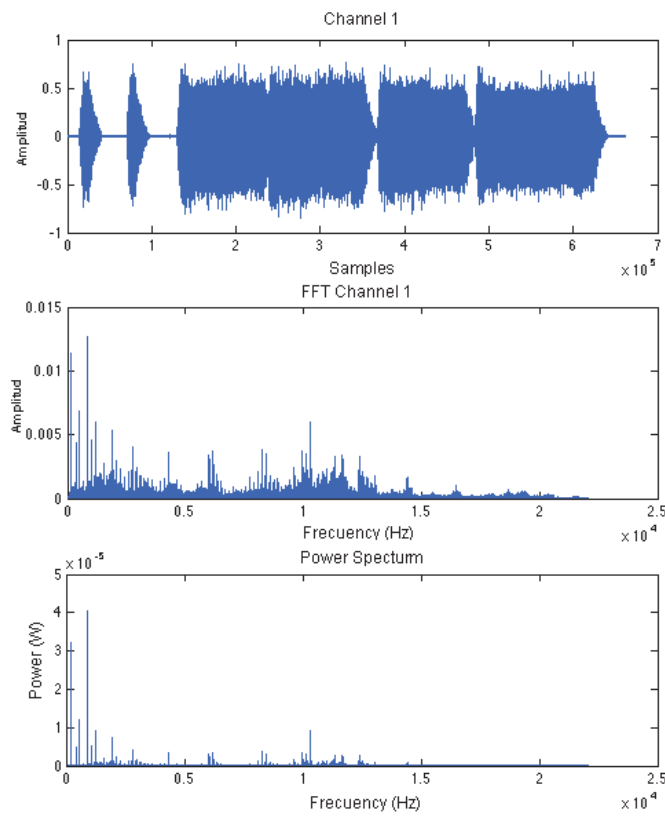 Channel 1
1
0.5
0
-0.5
-1
Amplitud
0 1 2 3 4 5 6 7
Samples
× 10^5
FFT Channel 1
0.015
0.01
0.005
0
Amplitud
0 0.5 1 1.5 2 2.5
Frecuency (Hz)
× 10^4
Power Specturm
× 10^-5
5
4
3
2
1
0
Power (W)
0 0.5 1 1.5 2 2.5
Frecuency (Hz)
× 10^4